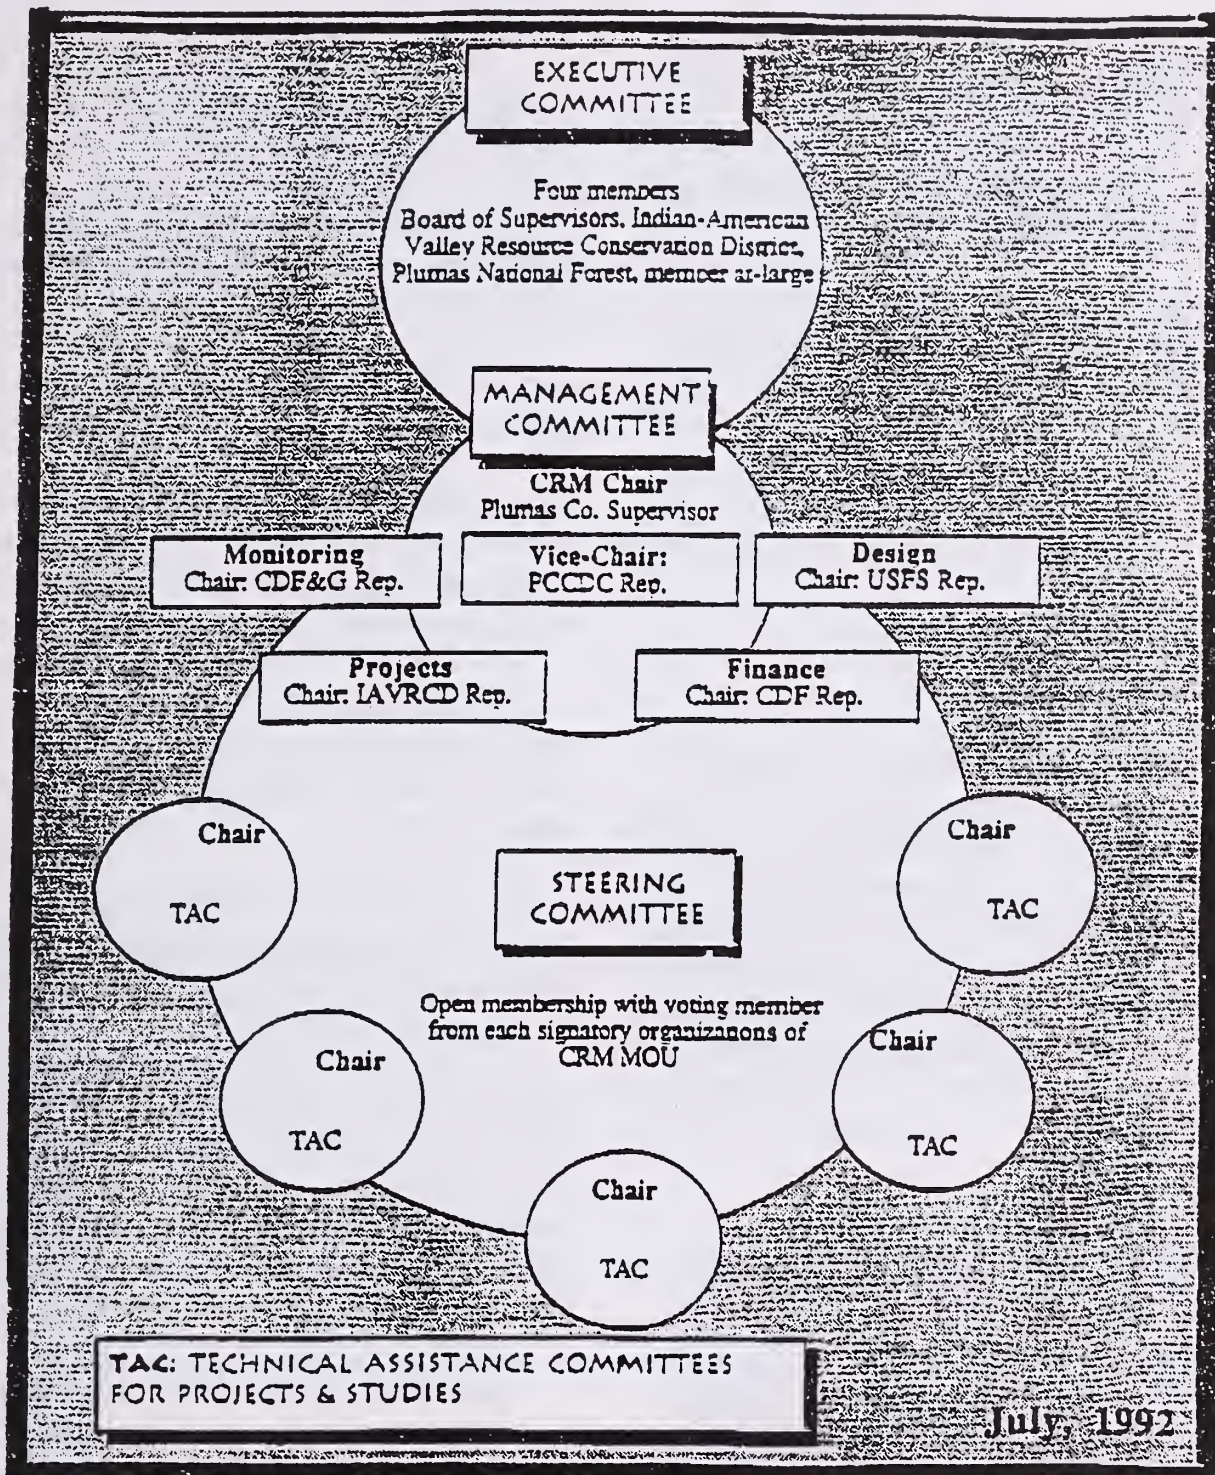 EXECUTIVE
COMMITTEE
Four members
Board of Supervisors, Indian-American
Valley Resource Conservation District,
Plumas National Forest, member at-large
MANAGEMENT
COMMITTEE
CRM Chair
Plumas Co. Supervisor
Monitoring
Chair: CDF&G Rep.
Vice-Chair:
PCCDC Rep.
Design
Chair: USFS Rep.
Projects
Chair: IAVRCD Rep.
Finance
Chair: CDF Rep.
Chair
TAC
Chair
TAC
STEERING
COMMITTEE
Open membership with voting member
from each signatory organizanons of
CRM MOU
Chair
TAC
Chair
TAC
Chair
TAC
TAC: TECHNICAL ASSISTANCE COMMITTEES
FOR PROJECTS & STUDIES
July, 1992